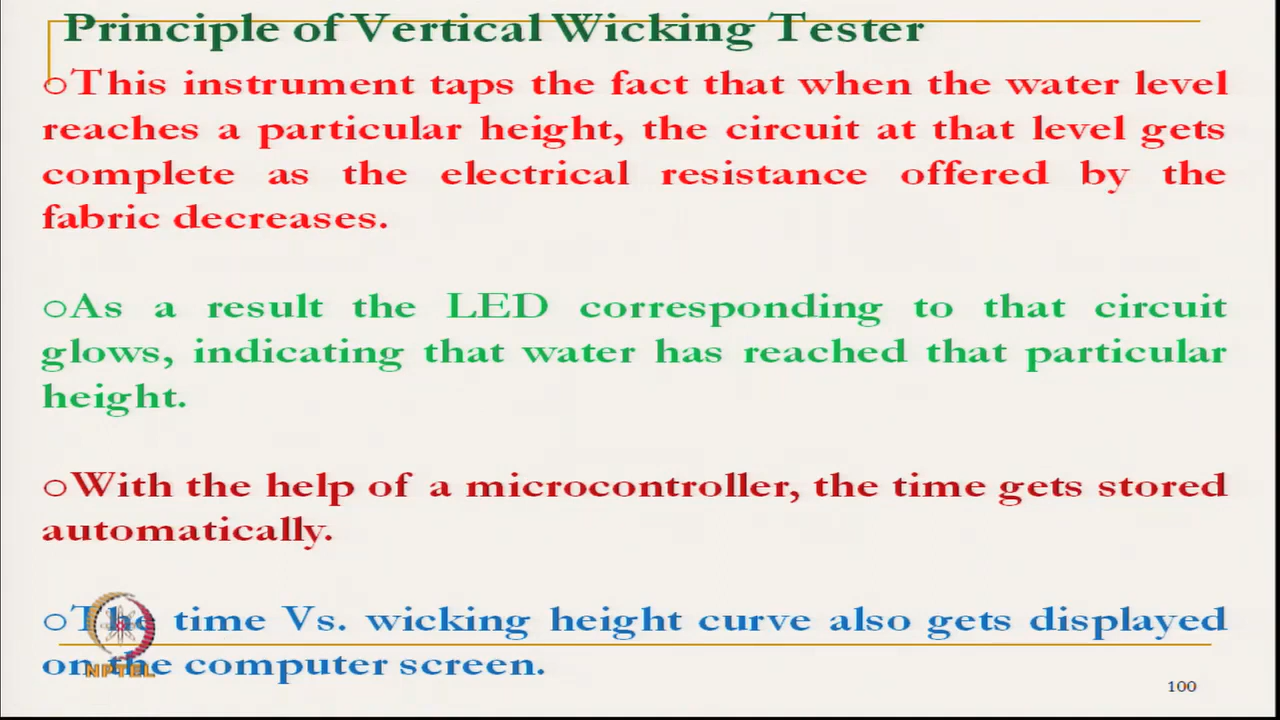 Principle of Vertical Wicking Tester
○This instrument taps the fact that when the water level
reaches a particular height, the circuit at that level gets
complete as the electrical resistance offered by the
fabric decreases.
○As a result the LED corresponding to that circuit
glows, indicating that water has reached that particular
height.
○With the help of a microcontroller, the time gets stored
automatically.
○The time Vs. wicking height curve also gets displayed
on the computer screen.
NPTEL
100